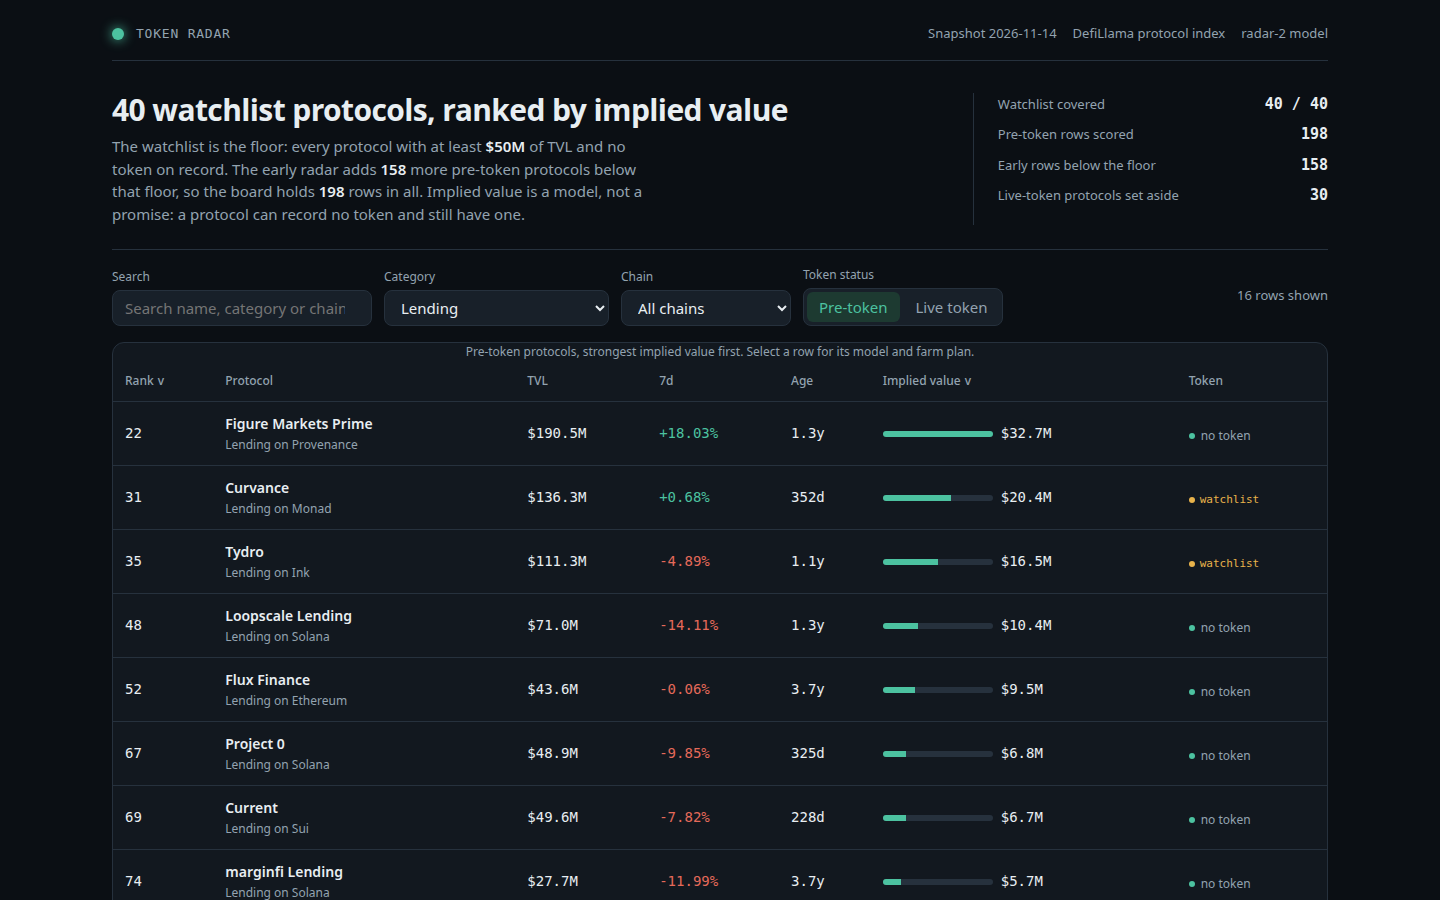 TOKEN RADAR
Snapshot 2026-11-14 DefiLlama protocol index radar-2 model
40 watchlist protocols, ranked by implied value
The watchlist is the floor: every protocol with at least $50M of TVL and no
token on record. The early radar adds 158 more pre-token protocols below
that floor, so the board holds 198 rows in all. Implied value is a model, not a
promise: a protocol can record no token and still have one.
Watchlist covered 40 / 40
Pre-token rows scored 198
Early rows below the floor 158
Live-token protocols set aside 30
Search Category Chain Token status
Search name, category or chain Lending All chains Pre-token Live token
16 rows shown
Pre-token protocols, strongest implied value first. Select a row for its model and farm plan.
Rank v Protocol TVL 7d Age Implied value v Token
22 Figure Markets Prime $190.5M +18.03% 1.3y $32.7M no token
Lending on Provenance
31 Curvance $136.3M +0.68% 352d $20.4M watchlist
Lending on Monad
35 Tydro $111.3M -4.89% 1.1y $16.5M watchlist
Lending on Ink
48 Loopscale Lending $71.0M -14.11% 1.3y $10.4M no token
Lending on Solana
52 Flux Finance $43.6M -0.06% 3.7y $9.5M no token
Lending on Ethereum
67 Project 0 $48.9M -9.85% 325d $6.8M no token
Lending on Solana
69 Current $49.6M -7.82% 228d $6.7M no token
Lending on Sui
74 marginfi Lending $27.7M -11.99% 3.7y $5.7M no token
Lending on Solana